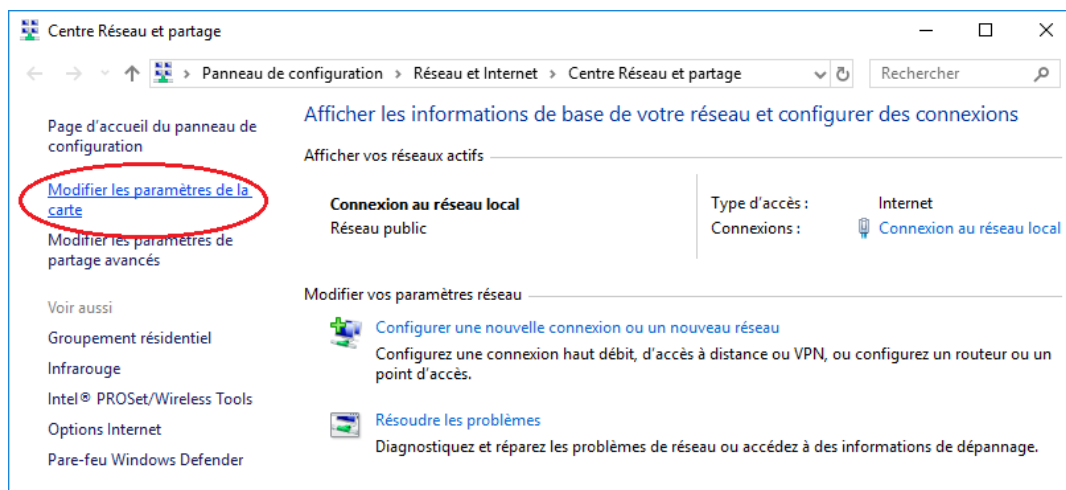 Centre Réseau et partage
Panneau de configuration > Réseau et Internet > Centre Réseau et partage
Rechercher
Page d'accueil du panneau de
configuration
Modifier les paramètres de la
carte
Modifier les paramètres de
partage avancés
Voir aussi
Groupement résidentiel
Infrarouge
Intel® PROSet/Wireless Tools
Options Internet
Pare-feu Windows Defender
Afficher les informations de base de votre réseau et configurer des connexions
Afficher vos réseaux actifs
Connexion au réseau local
Réseau public
Type d'accès : Internet
Connexions : Connexion au réseau local
Modifier vos paramètres réseau
Configurer une nouvelle connexion ou un nouveau réseau
Configurez une connexion haut débit, d'accès à distance ou VPN, ou configurez un routeur ou un
point d'accès.
Résoudre les problèmes
Diagnostiquez et réparez les problèmes de réseau ou accédez à des informations de dépannage.